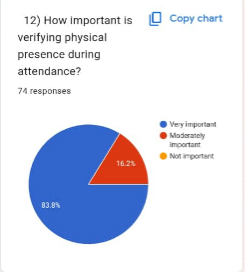 12) How important is
verifying physical
presence during
attendance?
Copy chart
74 responses
Very important
Moderately
important
Not important
16.2%
83.8%